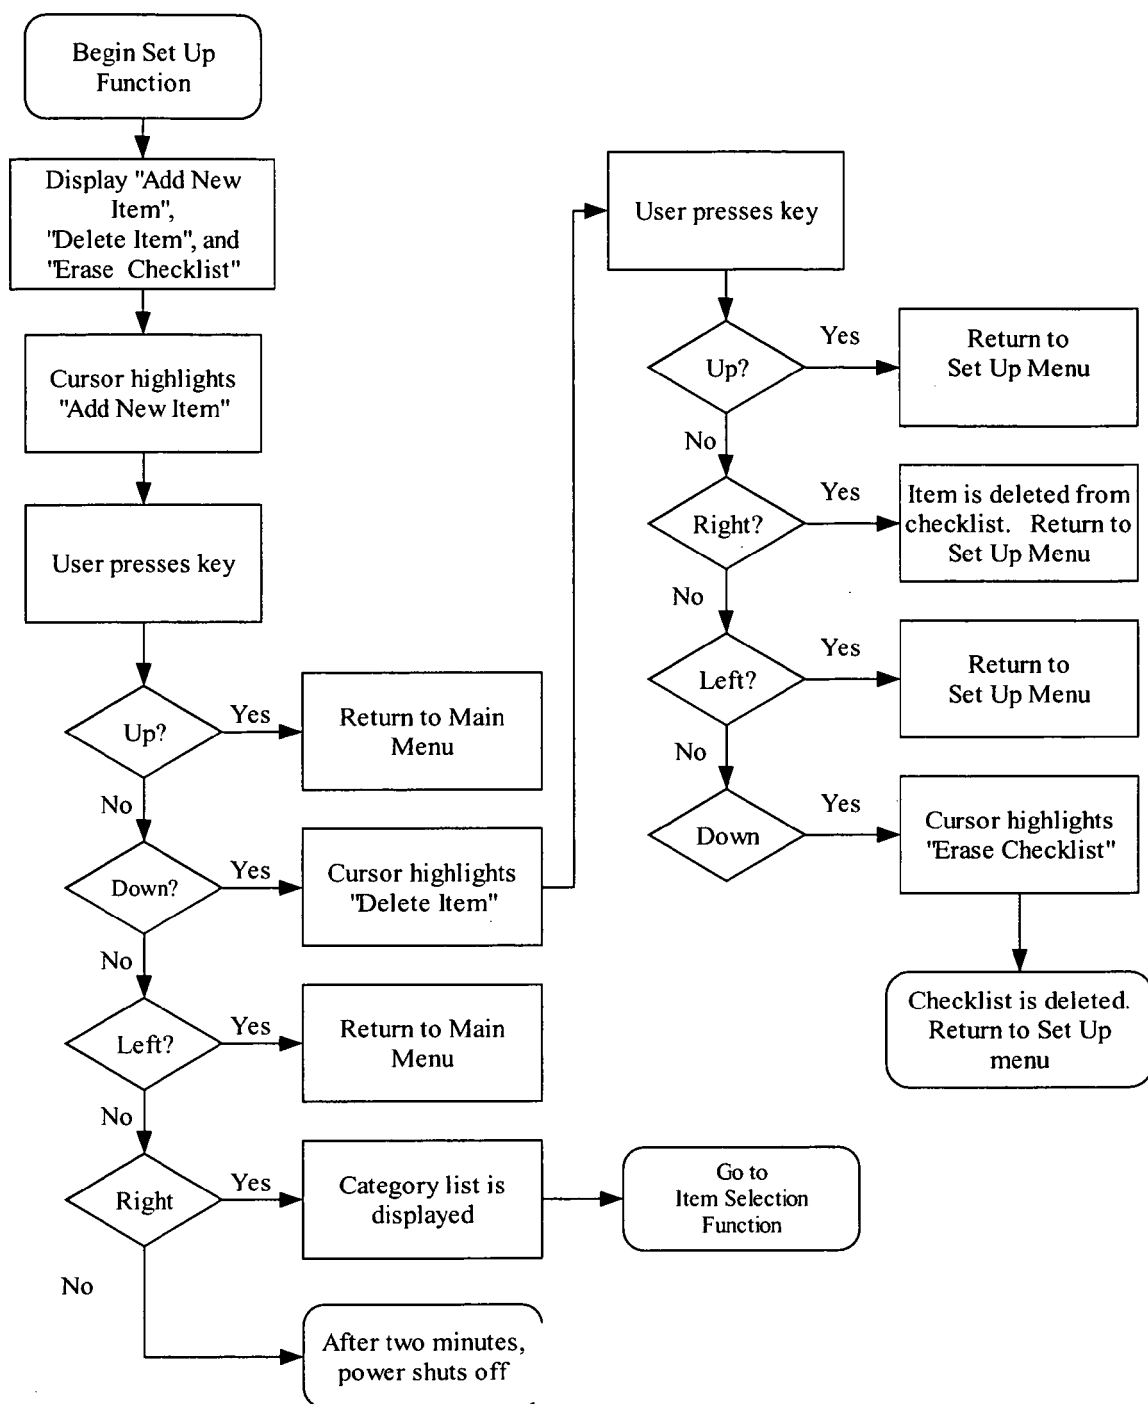 Begin Set Up
Function
Display "Add New
Item",
"Delete Item", and
"Erase Checklist"
Cursor highlights
"Add New Item"
User presses key
Up?
Yes
Return to Main
Menu
No
Down?
Yes
Cursor highlights
"Delete Item"
No
Left?
Yes
Return to Main
Menu
No
Right
Yes
Category list is
displayed
Go to
Item Selection
Function
No
After two minutes,
power shuts off
User presses key
Up?
Yes
Return to
Set Up Menu
No
Right?
Yes
Item is deleted from
checklist. Return to
Set Up Menu
No
Left?
Yes
Return to
Set Up Menu
No
Down
Yes
Cursor highlights
"Erase Checklist"
Checklist is deleted.
Return to Set Up
menu